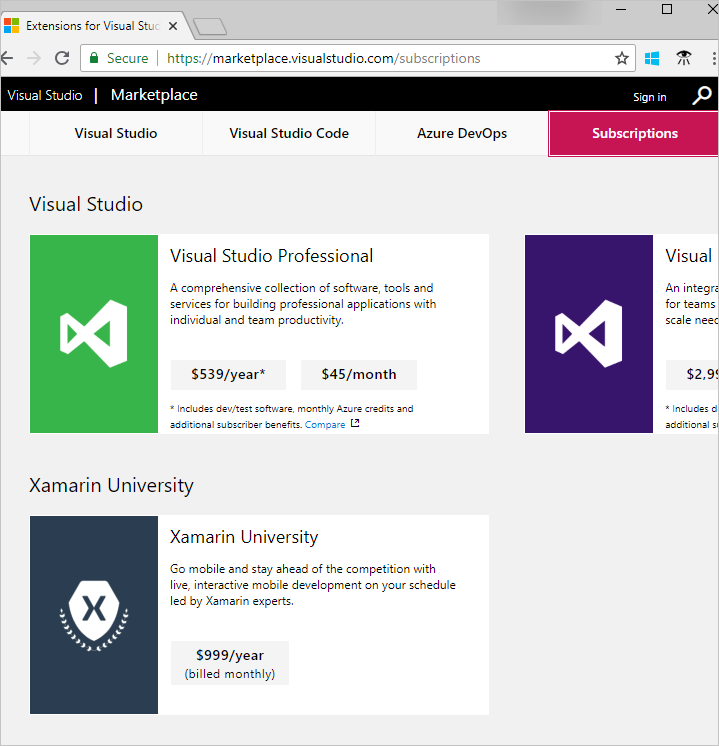 Extensions for Visual Stu
Secure | https://marketplace.visualstudio.com/subscriptions
Visual Studio | Marketplace
Sign in
Visual Studio
Visual Studio Code
Azure DevOps
Subscriptions
Visual Studio
Visual Studio Professional
A comprehensive collection of software, tools and
services for building professional applications with
individual and team productivity.
$539/year*
$45/month
* Includes dev/test software, monthly Azure credits and
additional subscriber benefits. Compare
Visual
An integra
for teams
scale need
$2,99
* Includes d
additional su
Xamarin University
X
Xamarin University
Go mobile and stay ahead of the competition with
live, interactive mobile development on your schedule
led by Xamarin experts.
$999/year
(billed monthly)